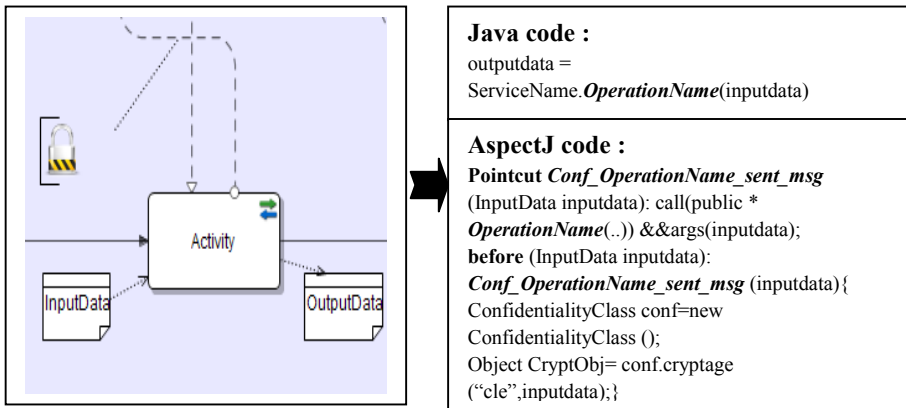 Activity
InputData
OutputData
Java code :
outputdata =
ServiceName.OperationName(inputdata)
AspectJ code :
Pointcut Conf_OperationName_sent_msg
(InputData inputdata): call(public *
OperationName(..)) &&args(inputdata);
before (InputData inputdata):
Conf_OperationName_sent_msg (inputdata){
ConfidentialityClass conf=new
ConfidentialityClass ();
Object CryptObj= conf.cryptage
(“cle”,inputdata);}